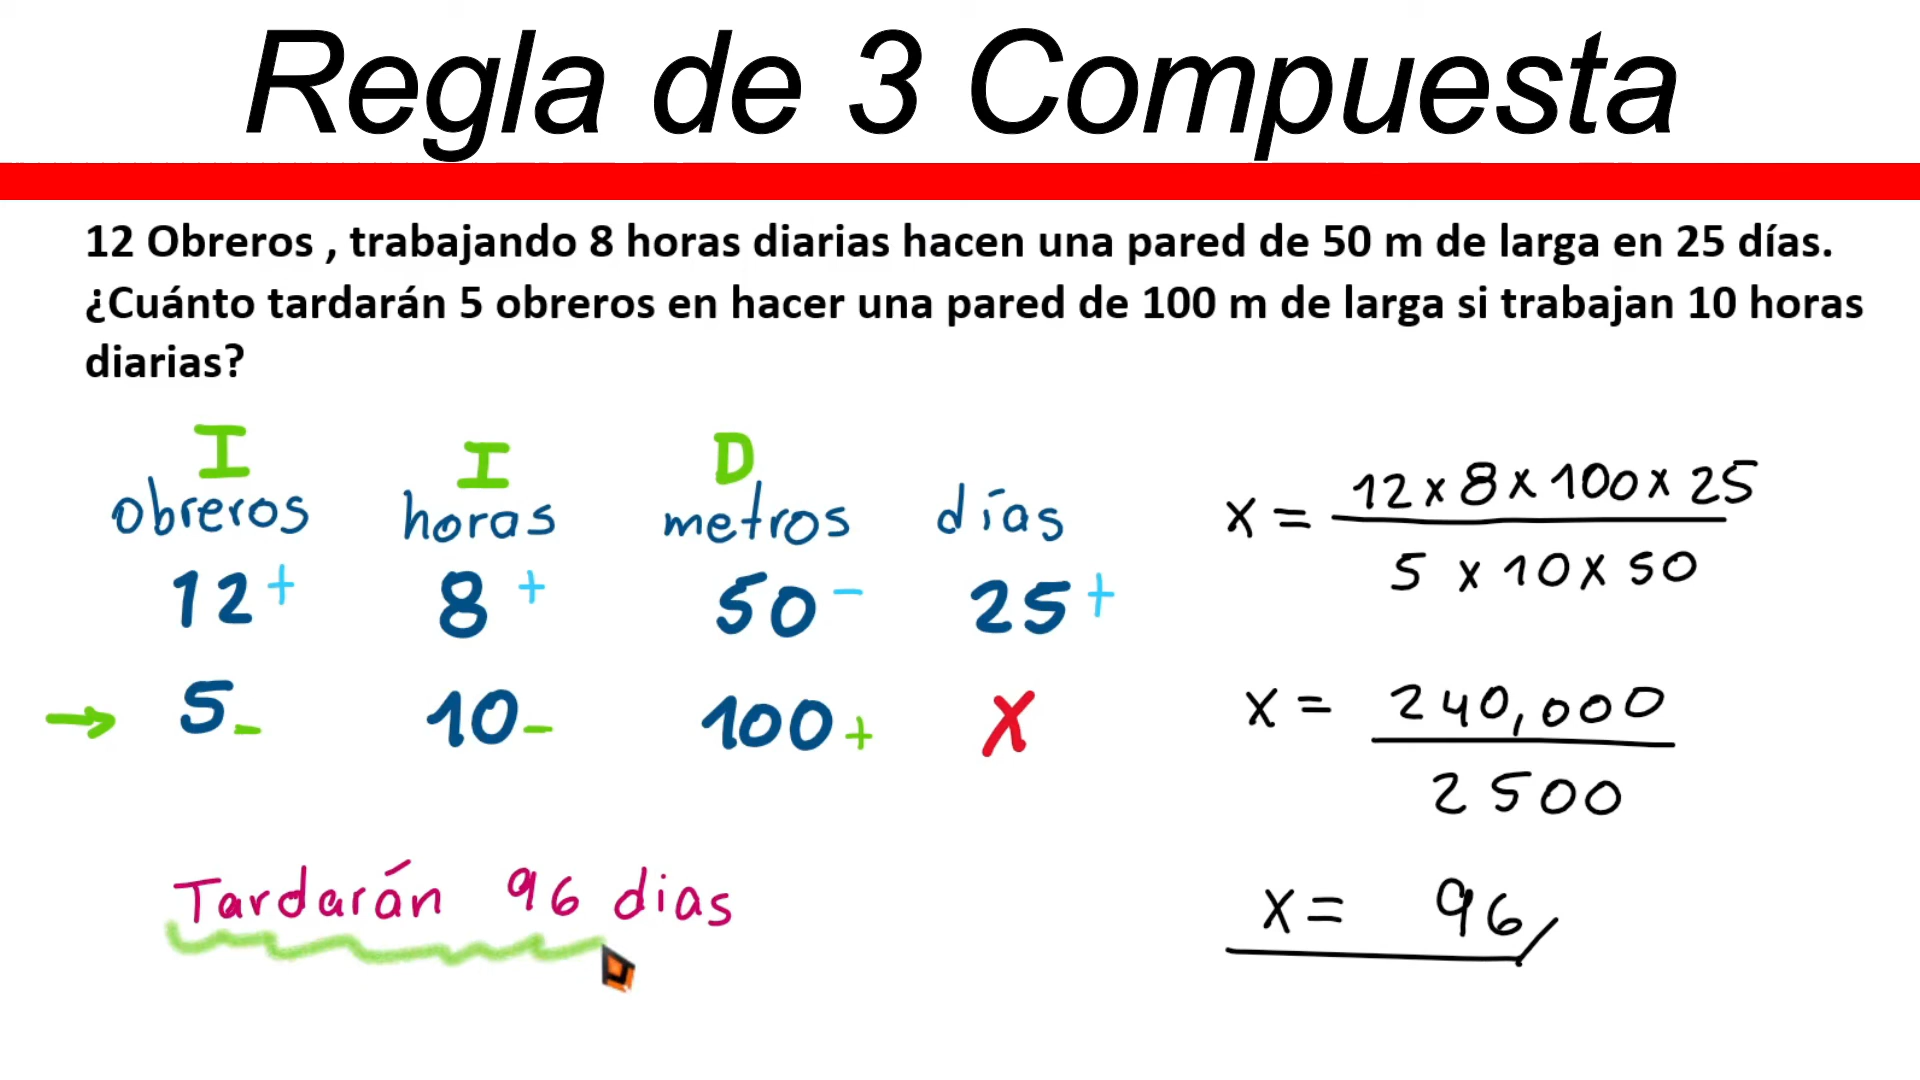 Regla de 3 Compuesta
12 Obreros , trabajando 8 horas diarias hacen una pared de 50 m de larga en 25 días.
¿Cuánto tardarán 5 obreros en hacer una pared de 100 m de larga si trabajan 10 horas
diarias?
I I D
obreros horas metros días
12 + 8 + 50 - 25 +
→ 5 - 10 - 100 + X
Tardarán 96 dias
x = 12 x 8 x 100 x 25
5 x 10 x 50
x = 240,000
2500
x = 96/